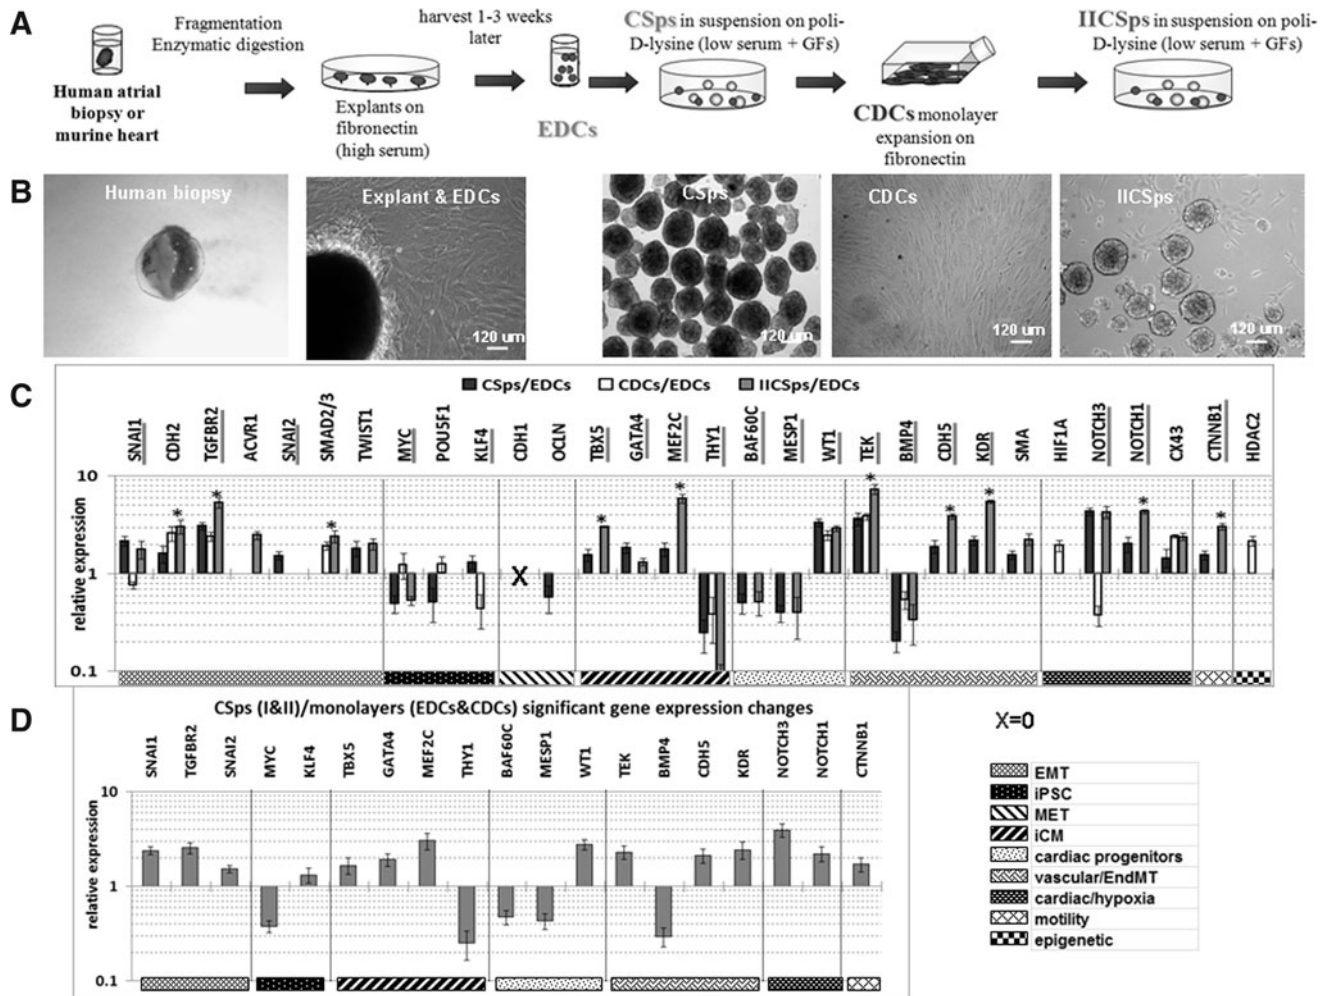 A
Fragmentation
Enzymatic digestion
harvest 1-3 weeks
later
CSps in suspension on poli-
D-lysine (low serum + GFs)
IICSps in suspension on poli-
D-lysine (low serum + GFs)
Human atrial
biopsy or
murine heart
Explants on
fibronectin
(high serum)
EDCs
CDCs monolayer
expansion on
fibronectin
B
Human biopsy
Explant & EDCs
CSps
CDCs
IICSps
120 um
120 um
120 um
120 um
C
CSps/EDCs
CDCs/EDCs
IICSps/EDCs
SNAI1
CDH2
TGFBR2
ACVR1
SNAI2
SMAD2/3
TWIST1
MYC
POU5F1
KLF4
CDH1
OCLN
TBX5
GATA4
MEF2C
THY1
BAF60C
MESP1
WT1
TEK
BMP4
CDH5
KDR
SMA
HIF1A
NOTCH3
NOTCH1
CX43
CTNNB1
HDAC2
relative expression
10
1
0.1
* * * * * * * * * *
X
D
CSps (I&II)/monolayers (EDCs&CDCs) significant gene expression changes
SNAI1
TGFBR2
SNAI2
MYC
KLF4
TBX5
GATA4
MEF2C
THY1
BAF60C
MESP1
WT1
TEK
BMP4
CDH5
KDR
NOTCH3
NOTCH1
CTNNB1
relative expression
10
1
0.1
X=0
EMT
iPSC
MET
iCM
cardiac progenitors
vascular/EndMT
cardiac/hypoxia
motility
epigenetic